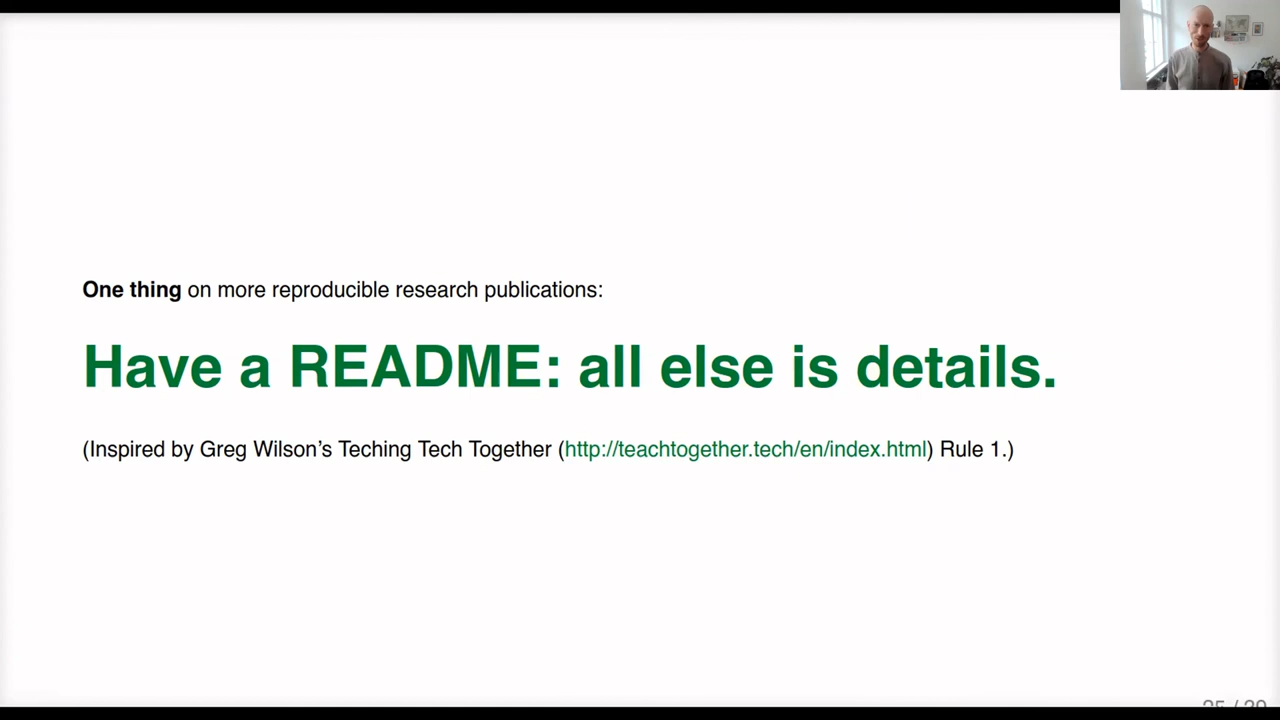 One thing on more reproducible research publications:
Have a README: all else is details.
(Inspired by Greg Wilson’s Teching Tech Together (http://teachtogether.tech/en/index.html) Rule 1.)